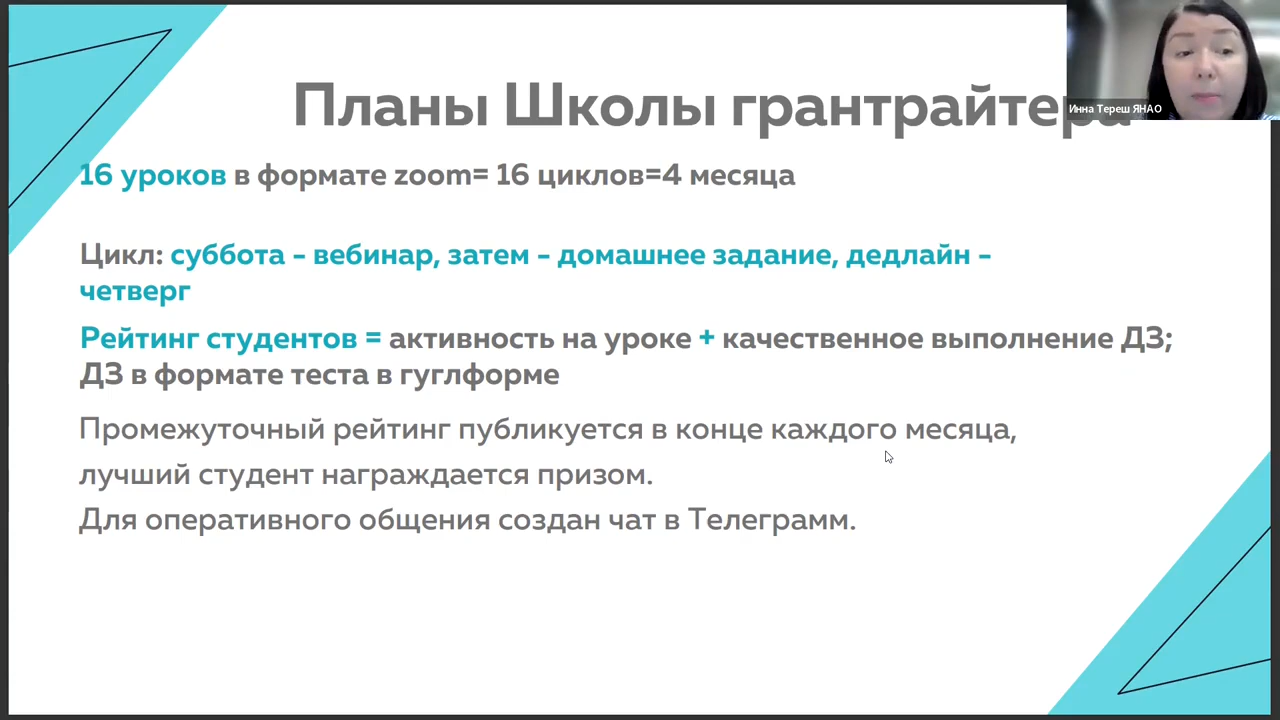 Планы Школы грантрайтера
Инна Тереш ЯНАО
16 уроков в формате zoom= 16 циклов=4 месяца
Цикл: суббота – вебинар, затем – домашнее задание, дедлайн –
четверг
Рейтинг студентов = активность на уроке + качественное выполнение ДЗ;
ДЗ в формате теста в гуглформе
Промежуточный рейтинг публикуется в конце каждого месяца,
лучший студент награждается призом.
Для оперативного общения создан чат в Телеграмм.